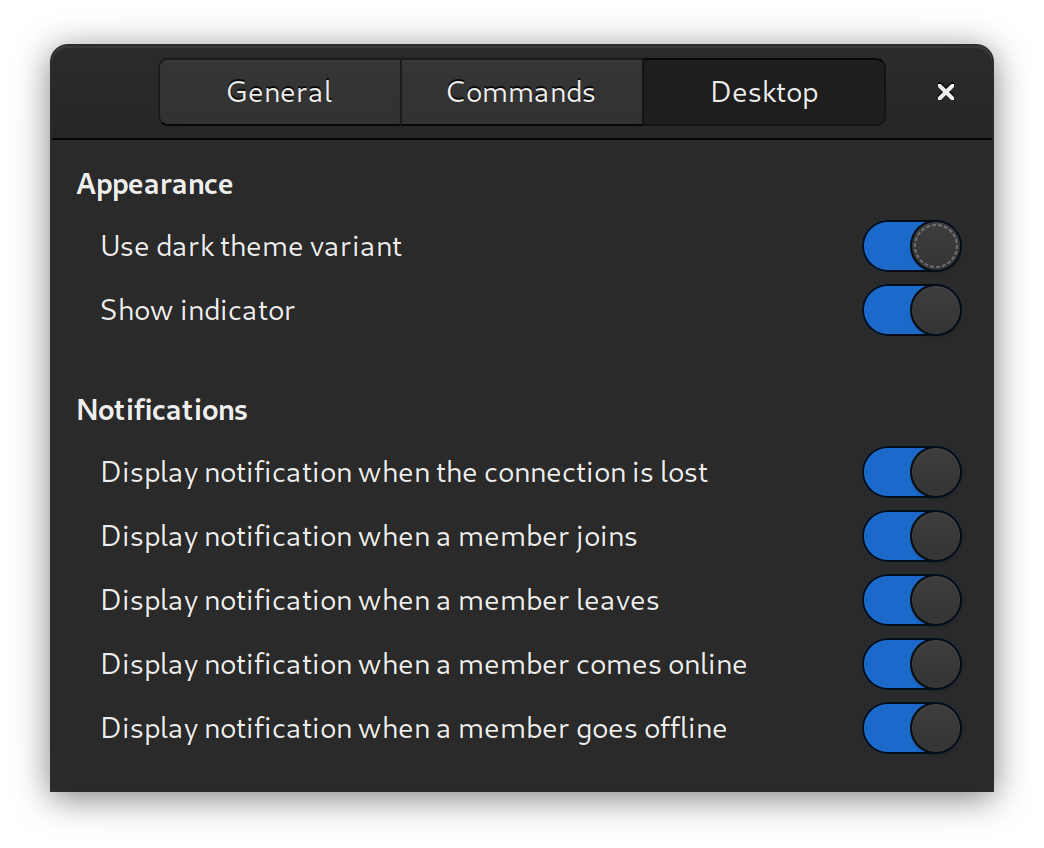 General Commands Desktop
Appearance
Use dark theme variant
Show indicator
Notifications
Display notification when the connection is lost
Display notification when a member joins
Display notification when a member leaves
Display notification when a member comes online
Display notification when a member goes offline